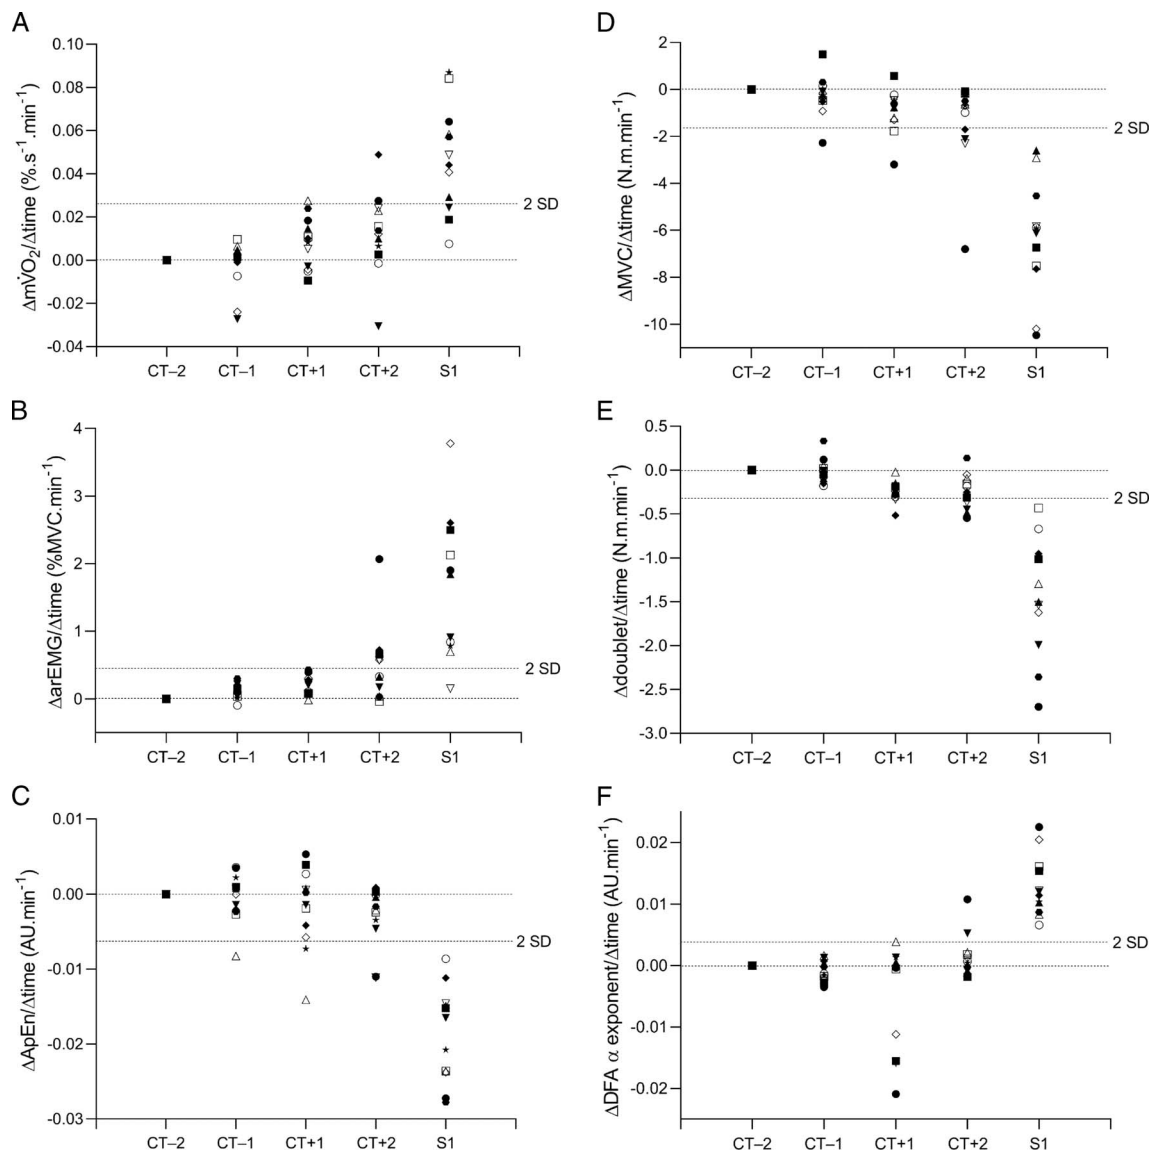 A
ΔmV̇O₂/Δtime (%.s⁻¹.min⁻¹)
0.10
0.08
0.06
0.04
0.02
0.00
-0.02
-0.04
2 SD
CT–2 CT–1 CT+1 CT+2 S1
B
ΔarEMG/Δtime (%MVC.min⁻¹)
4
3
2
1
0
2 SD
CT–2 CT–1 CT+1 CT+2 S1
C
ΔApEn/Δtime (AU.min⁻¹)
0.01
0.00
-0.01
-0.02
-0.03
2 SD
CT–2 CT–1 CT+1 CT+2 S1
D
ΔMVC/Δtime (N.m.min⁻¹)
2
0
-2
-4
-6
-8
-10
2 SD
CT–2 CT–1 CT+1 CT+2 S1
E
Δdoublet/Δtime (N.m.min⁻¹)
0.5
0.0
-0.5
-1.0
-1.5
-2.0
-2.5
-3.0
2 SD
CT–2 CT–1 CT+1 CT+2 S1
F
ΔDFA α exponent/Δtime (AU.min⁻¹)
0.02
0.01
0.00
-0.01
-0.02
2 SD
CT–2 CT–1 CT+1 CT+2 S1